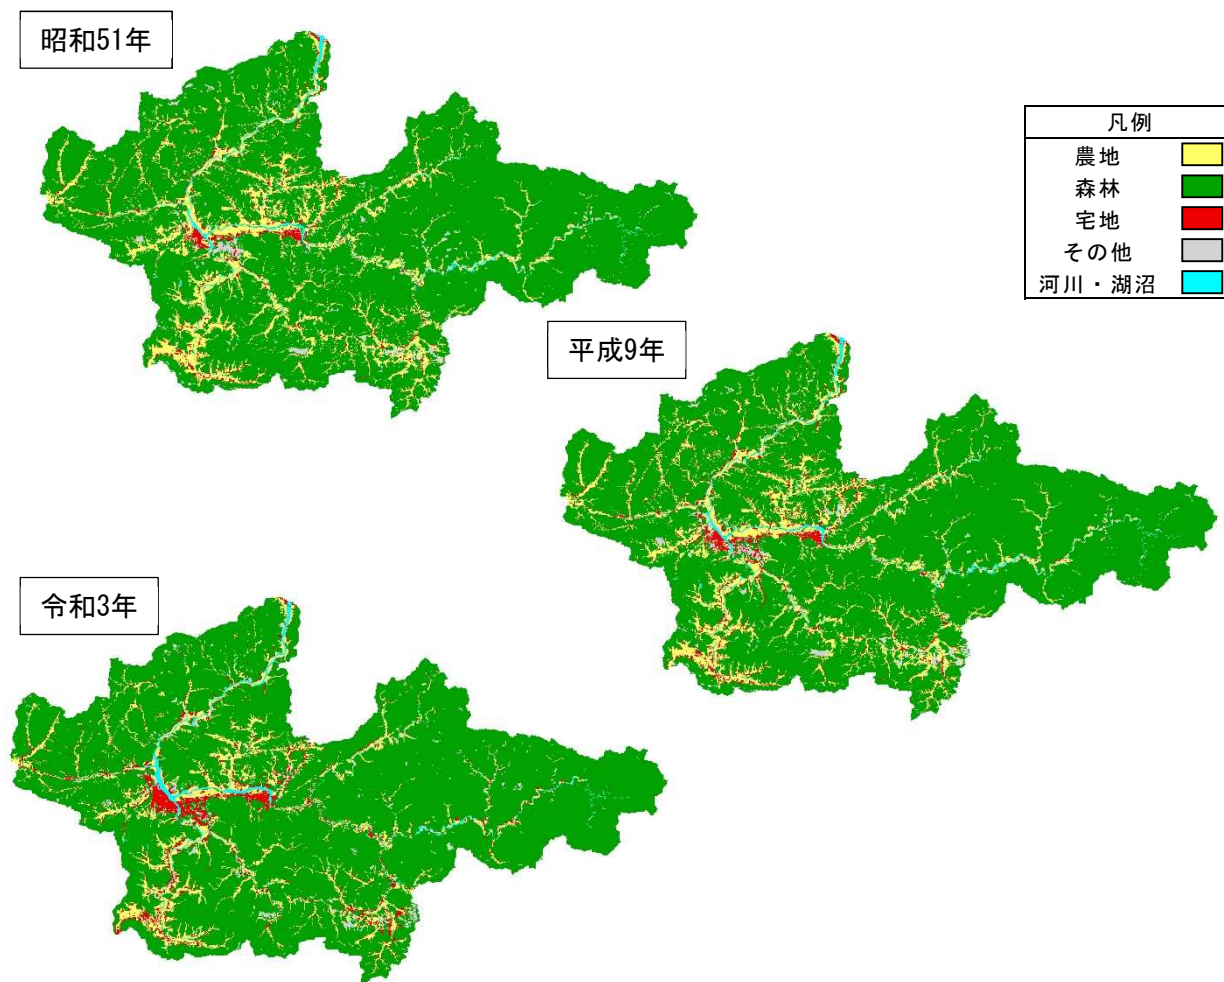 昭和51年
凡例
農地
森林
宅地
その他
河川・湖沼
平成9年
令和3年